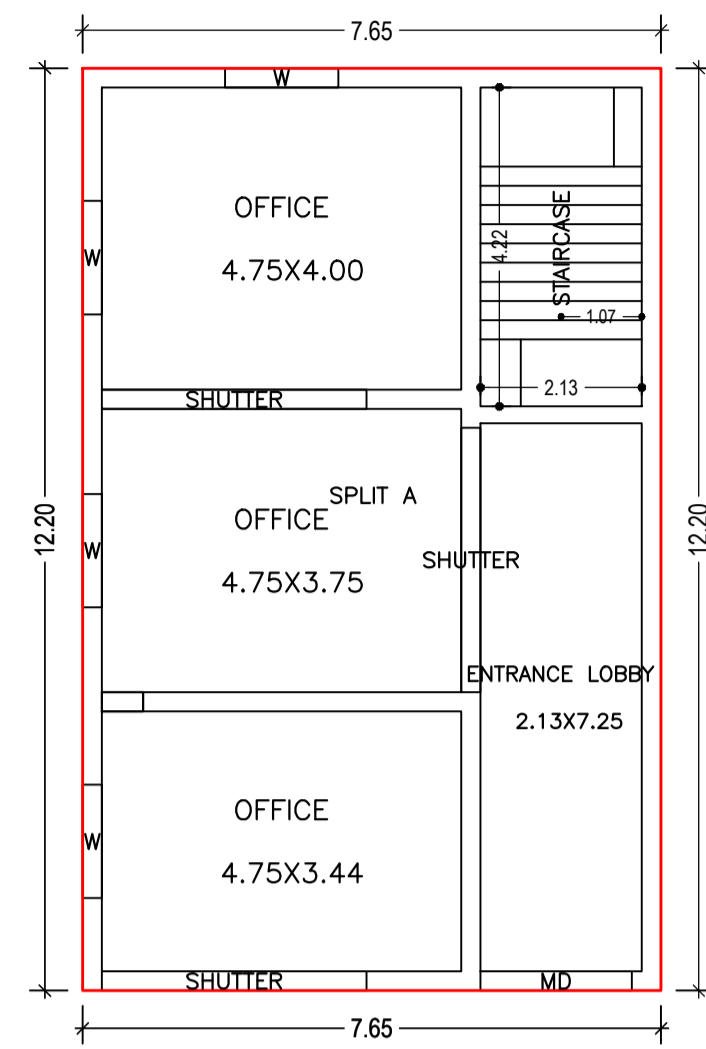 7.65
W
OFFICE
4.75X4.00
W
STAIRCASE
4.22
1.07
2.13
SHUTTER
SPLIT A
OFFICE
4.75X3.75
W
SHUTTER
12.20
12.20
ENTRANCE LOBBY
2.13X7.25
OFFICE
4.75X3.44
W
SHUTTER
MD
7.65